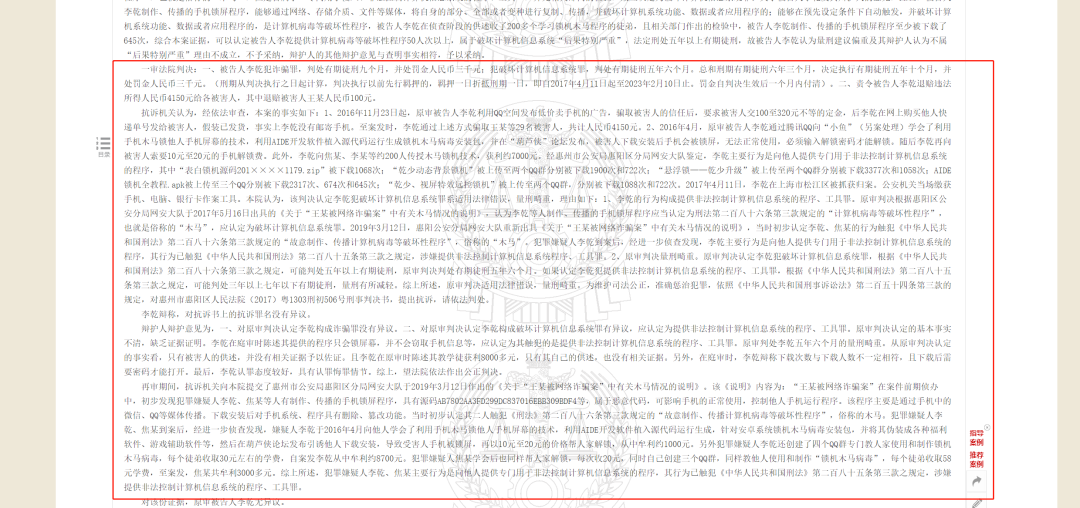 李乾制作、传播的手机锁屏程序,能够通过网络、存储介质、文件等媒体,将自身的部分、全部或者变种进行复制、传播,并破坏计算
机系统功能、数据或者应用程序的;能够在预先设定条件下自动触发,并破坏计算
机系统功能、数据或者应用程序的,是计算机病毒等破坏性程序,被告人李乾在侦查阶段的供述收了200多个学习锁机木马程序的徒弟,且相关部门作出的检验中,被告人李乾制作、传播的手机锁屏程序至少被下载了
645次,综合本案证据,可以认定被告人李乾提供计算机病毒等破坏性程序50人次以上,属于破坏计算机信息系统“后果特别严重”,法定刑处五年以上有期徒刑,故被告人李乾认为量刑建议偏重及其辩护人认为不属
“后果特别严重”理由不成立,不予采纳,辩护人的其他辩护意见与查明事实相符,予以采纳。
一审法院判决:一、被告人李乾犯诈骗罪,判处有期徒刑九个月,并处罚金人民币三千元;犯破坏计算机信息系统罪,判处有期徒刑五年六个月。总和刑期有期徒刑六年三个月,决定执行有期徒刑五年十个月,并
处罚金人民币三千元。(刑期从判决执行之日起计算,判决执行以前先行羁押的,羁押一日折抵刑期一日,即自2017年4月11日起至2023年2月10日止。罚金自判决生效后一个月内付清)。二、责令被告人李乾退赔违法
所得人民币4150元给各被害人,其中退赔被害人王某人民币100元。
抗诉机关认为,经依法审查,本案的事实如下:1、2016年11月23日起,原审被告人李乾利用QQ空间发布低价卖手机的广告,骗取被害人的信任后,要求被害人交100至320元不等的定金,后李乾在网上购买他人快
递单号发给被害人,假装已发货,事实上李乾没有邮寄手机。至案发时,李乾通过上述方式骗取王某等29名被害人,共计人民币4150元。2、2016年4月,原审被告人李乾通过腾讯QQ向“小鱼”(另案处理)学会了利用
手机木马锁他人手机屏幕的技术,利用AIDE开发软件植入源代码运行生成锁机木马病毒安装包,并在“葫芦侠”论坛发布,被害人下载安装后手机会被锁屏,无法正常使用,必须输入解锁密码才能解锁。随后李乾再向
被害人索要10元至20元的手机解锁费。此外,李乾向焦某、李某等约200人传授木马锁机技术,获利约7000元。经惠州市公安局惠阳区分局网安大队鉴定,李乾主要行为是向他人提供专门用于非法控制计算机信息系统
的程序,其中“表白锁机源码201××××1179.zip”被下载1068次;“乾少动态背景锁机”被上传至两个QQ群分别被下载1900次和722次;“悬浮锁——乾少升级”被上传至两个QQ群分别被下载3377次和1058次;AIDE
锁机全教程.apk被上传至三个QQ分别被下载2317次、674次和645次;“乾少、视屏特效远控锁机”被上传至两个QQ群,分别被下载1088次和722次。2017年4月11日,李乾在上海市松江区被抓获归案。公安机关当场缴获
手机、电脑、银行卡作案工具。本院认为,该判决认定李乾犯破坏计算机信息系统罪系适用法律错误,量刑畸重,理由如下:1、李乾的行为构成提供非法控制计算机信息系统的程序、工具罪。原审判决根据惠阳区公
安分局网安大队于2017年5月16日出具的《关于“王某被网络诈骗案”中有关木马情况的说明》,认为李乾等人制作、传播的手机锁屏程序应当认定为刑法第二百八十六条第三款规定的“计算机病毒等破坏性程序”,
也就是俗称的“木马”,应认定为破坏计算机信息系统罪。2019年3月12日,惠阳公安分局网安大队重新出具《关于“王某被网络诈骗案”中有关木马情况的说明》,当时初步认定李乾、焦某的行为触犯《中华人民共
和国刑法》第二百八十六条第三款规定的“故意制作、传播计算机病毒等破坏性程序”,俗称的“木马”。犯罪嫌疑人李乾到案后,经进一步侦查发现,李乾主要行为是向他人提供专门用于非法控制计算机信息系统的
程序,其行为已触犯《中华人民共和国刑法》第二百八十五条第三款之规定,涉嫌提供非法控制计算机信息系统程序、工具罪。2、原审判决量刑畸重。原审判决认定李乾犯破坏计算机信息系统罪,根据《中华人民共
和国刑法》第二百八十六条第三款之规定,可能判处五年以上有期徒刑,原审判决判处有期徒刑五年六个月。如果认定李乾犯提供非法控制计算机信息系统的程序、工具罪,根据《中华人民共和国刑法》第二百八十五
条第三款之规定,可能判处三年以上七年以下有期徒刑,量刑有所减轻。综上所述,原审判决适用法律错误,量刑畸重。为维护司法公正,准确惩治犯罪,依照《中华人民共和国刑事诉讼法》第二百五十四条第三款的
规定,对惠州市惠阳区人民法院(2017)粤1303刑初506号刑事判决书,提出抗诉,请依法判处。
李乾辩称,对抗诉书上的抗诉罪名没有异议。
辩护人辩护意见为,一、对原审判决认定李乾构成诈骗罪没有异议。二、对原审判决认定李乾构成破坏计算机信息系统罪有异议,应认定为提供非法控制计算机信息系统的程序、工具罪。原审判决认定的基本事实
不清,缺乏证据证明。李乾在庭审时陈述其提供的程序只会锁屏幕,并不会窃取手机信息等,应认定为其触犯的是提供非法控制计算机信息系统的程序、工具罪。原审判处李乾五年六个月的量刑畸重,从原审判决认定
的事实看,只有被害人的供述,并没有相关证据予以佐证。且李乾在原审时陈述其教学徒获利8000多元,只有其自己的供述,也没有相关证据。另外,在庭审时,李乾辩称下载次数与下载人数不一定相符,且下载后需
要密码才能打开。最后,李乾认罪态度较好,具有认罪悔罪情节。综上,望法院依法作出公正判决。
再审期间,抗诉机关向本院提交了惠州市公安局惠阳区分局网安大队于2019年3月12日作出的《关于“王某被网络诈骗案”中有关木马情况的说明》。该《说明》内容为:“王某被网络诈骗案”在案件前期侦办
中,初步发现犯罪嫌疑人李乾、焦某等人有制作、传播的手机锁屏程序,具有源码AB7802AA3FD299DC837016EBB309BDF4等,属于恶意代码,可影响手机的正常使用,控制他人手机运行程序。该程序主要是通过手机中的
微信、QQ等媒体传播,下载安装后对手机系统、程序具有删除、篡改功能。当时初步认定其二人触犯《刑法》第二百八十六条第三款规定的“故意制作、传播计算机病毒等破坏性程序”,俗称的木马。犯罪嫌疑人李
乾、焦某到案后,经进一步侦查发现,嫌疑人李乾于2016年4月间向他人学会了利用手机木马锁他人手机屏幕的技术,利用AIDE开发软件植入源代码运行生成,针对安卓系统锁机木马病毒安装包,并将其伪装成各种福利
软件、游戏辅助软件等,然后在葫芦侠论坛发布引诱他人下载安装,导致受害人手机被锁屏,再以10元至20元的价格帮人家解锁,从中牟利约1000元。另外犯罪嫌疑人李乾还创建了四个QQ群专门教人家使用和制作锁机
木马病毒,每个徒弟收取30元左右的学费,自案发李乾从中牟利约8700元。犯罪嫌疑人焦某学会后也同样帮人家解锁,每次收20元,同时自己创建三个QQ群,同样教他人使用和制作“锁机木马病毒”,每个徒弟收取58
元学费,至案发,焦某共牟利3000多元。综上所述,犯罪嫌疑人李乾、焦某主要行为是向他人提供专门用于非法控制计算机信息系统的程序,其行为已触犯《中华人民共和国刑法》第二百八十五条第三款之规定,涉嫌
提供非法控制计算机信息系统程序、工具罪。
对该份证据,原审被告人李乾无异议。
目录
指导
案例
推荐
案例